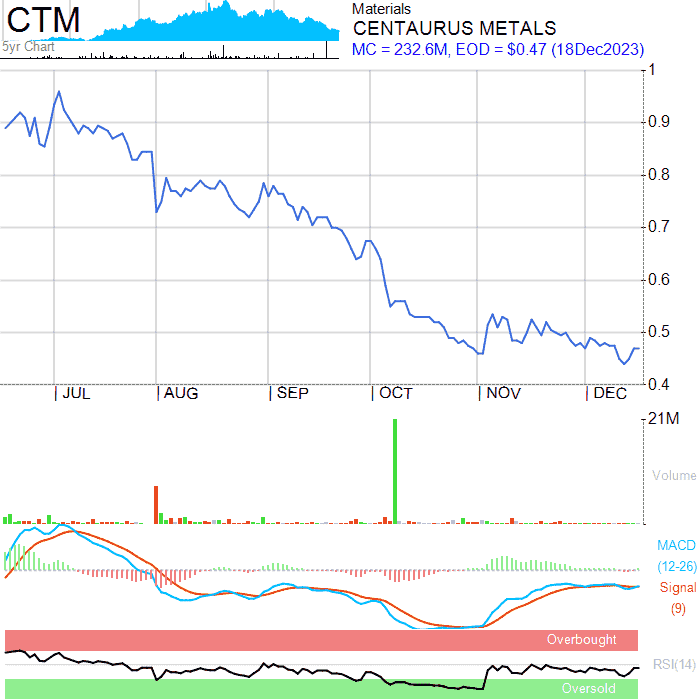 CTM
5yr Chart
Materials
CENTAURUS METALS
MC = 232.6M, EOD = $0.47 (18Dec2023)
1
0.9
0.8
0.7
0.6
0.5
0.4
JUL AUG SEP OCT NOV DEC
21M
Volume
MACD
(12-26)
Signal
(9)
Overbought
RSI(14)
Oversold